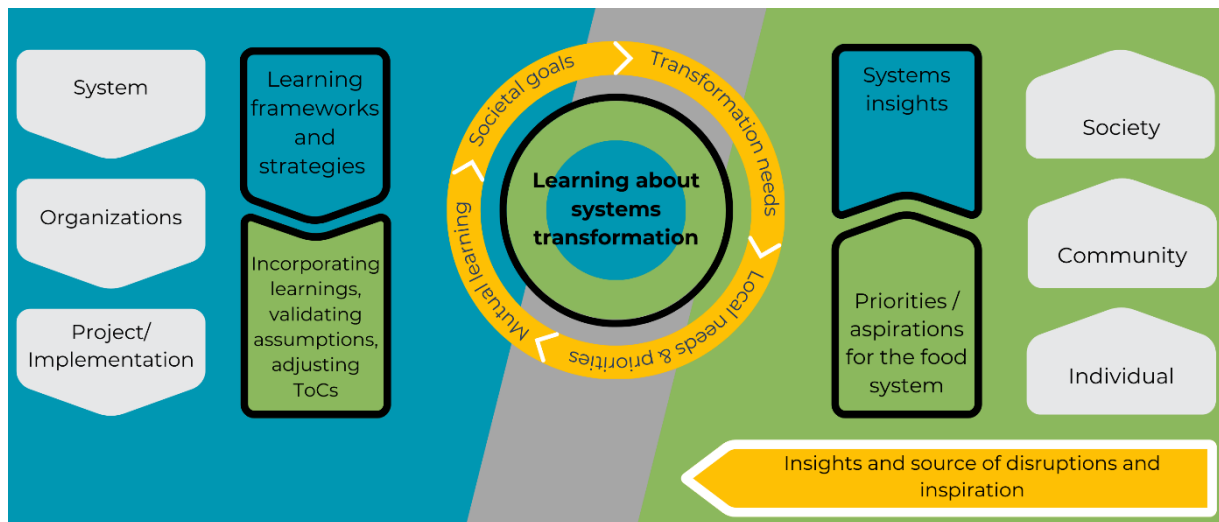 System
Organizations
Project/
Implementation
Learning
frameworks
and
strategies
Incorporating
learnings,
validating
assumptions,
adjusting
ToCs
Societal goals
Transformation needs
Local needs & priorities
Mutual learning
Learning about
systems
transformation
Systems
insights
Priorities /
aspirations
for the food
system
Society
Community
Individual
Insights and source of disruptions and
inspiration